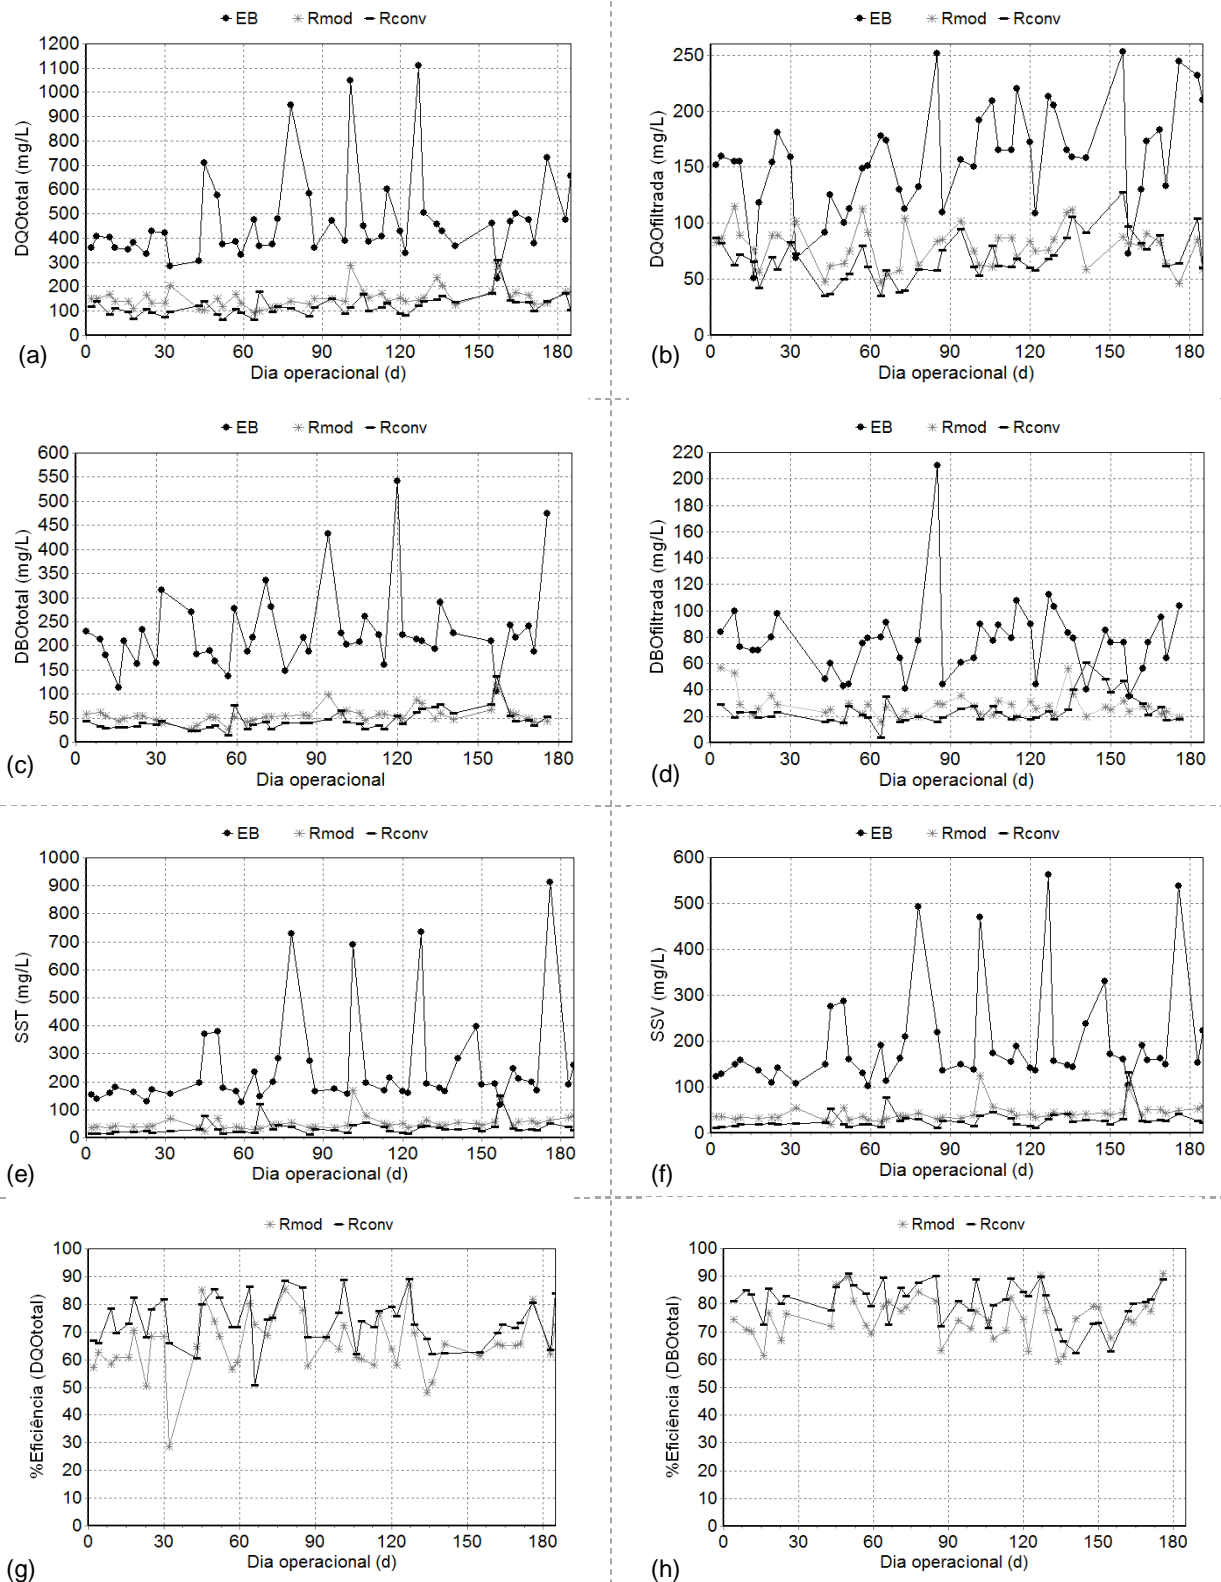 EB Rmod Rconv
1200
1100
1000
900
800
700
600
500
400
300
200
100
0
DQOtotal (mg/L)
0 30 60 90 120 150 180
Dia operacional (d)
(a)
EB Rmod Rconv
250
200
150
100
50
0
DQOfiltrada (mg/L)
0 30 60 90 120 150 180
Dia operacional (d)
(b)
EB Rmod Rconv
600
550
500
450
400
350
300
250
200
150
100
50
0
DBOtotal (mg/L)
0 30 60 90 120 150 180
Dia operacional
(c)
EB Rmod Rconv
220
200
180
160
140
120
100
80
60
40
20
0
DBOfiltrada (mg/L)
0 30 60 90 120 150 180
Dia operacional (d)
(d)
EB Rmod Rconv
1000
900
800
700
600
500
400
300
200
100
0
SST (mg/L)
0 30 60 90 120 150 180
Dia operacional (d)
(e)
EB Rmod Rconv
600
500
400
300
200
100
0
SSV (mg/L)
0 30 60 90 120 150 180
Dia operacional (d)
(f)
Rmod Rconv
100
90
80
70
60
50
40
30
20
10
0
%Eficiência (DQOtotal)
0 30 60 90 120 150 180
Dia operacional (d)
(g)
Rmod Rconv
100
90
80
70
60
50
40
30
20
10
0
%Eficiência (DBOtotal)
0 30 60 90 120 150 180
Dia operacional (d)
(h)